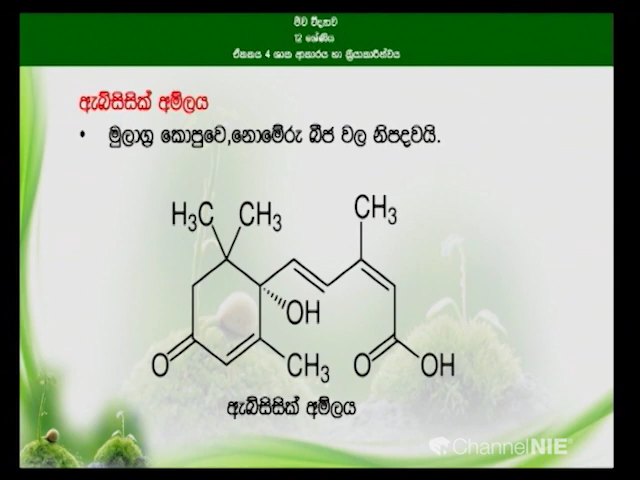 ජීව විද්‍යාව
12 ශ්‍රේණිය
ඒකකය 4 ශාක ආකාරය හා ක්‍රියාකාරීත්වය
ඇබ්සිසික් අම්ලය
• මුලාග්‍ර කොපුවෙ,නොමේරු බීජ වල නිපදවයි.
H3C CH3 CH3
OH
O CH3 O OH
ඇබ්සිසික් අම්ලය
ChannelNIE